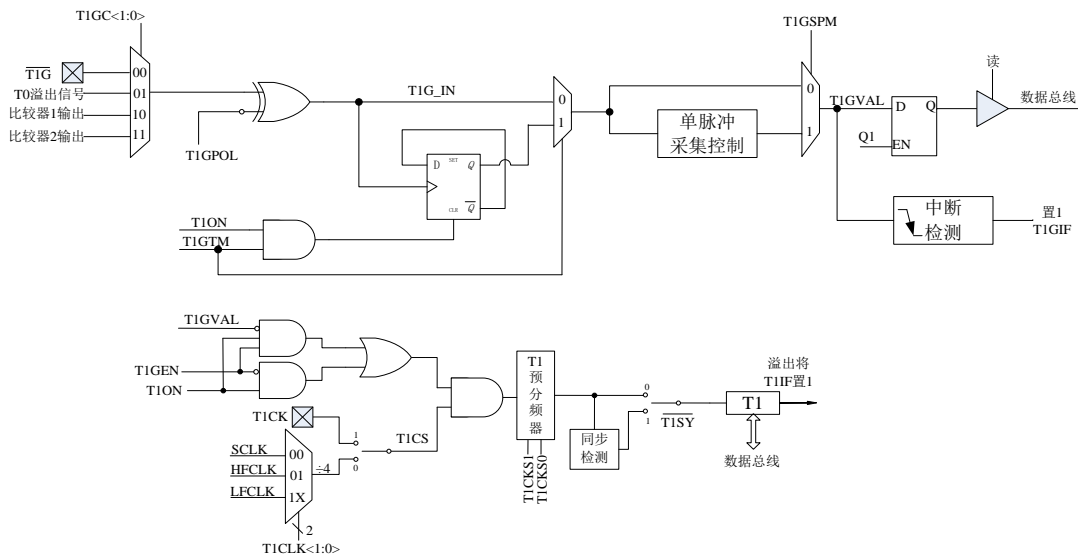 T1GC<1:0>
T1G
T0溢出信号
比较器1输出
比较器2输出
00
01
10
11
T1GPOL
T1G_IN
D
SET
Q
CLR
Q
0
1
T1ON
T1GTM
单脉冲
采集控制
T1GSPM
0
1
T1GVAL
D
Q
Q1
EN
读
数据总线
中断
检测
置1
T1GIF
T1GVAL
T1GEN
T1ON
T1CK
SCLK
HFCLK
LFCLK
00
01
1X
÷4
2
T1CLK<1:0>
1
0
T1CS
T1
预
分
频
器
T1CKS1
T1CKS0
同步
检测
0
1
T1SY
T1
溢出将
T1IF置1
数据总线